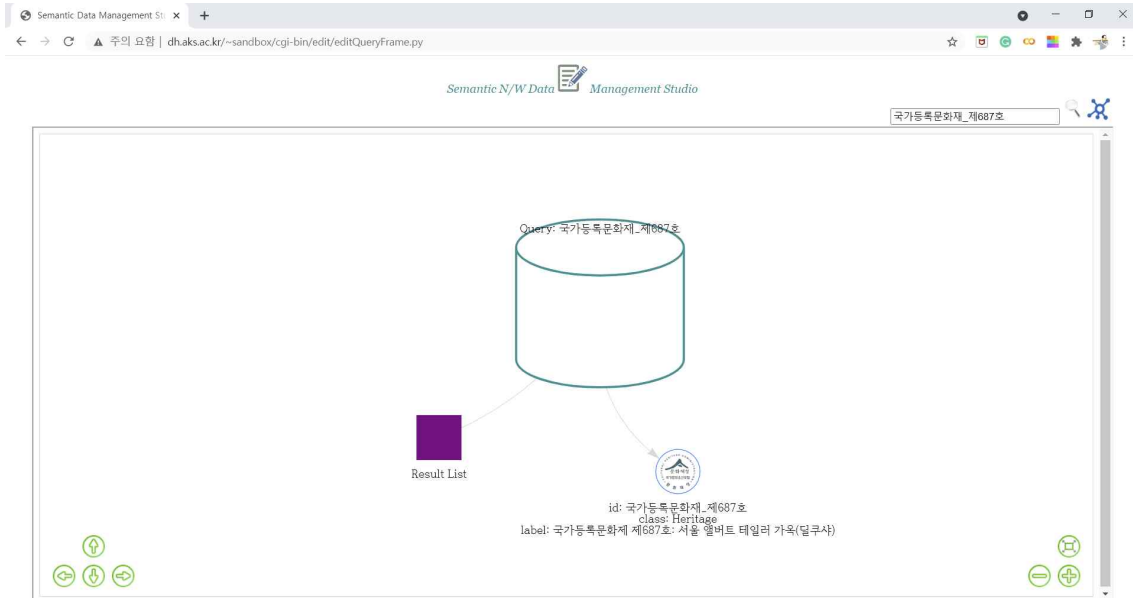 Semantic Data Management St
주의 요함 | dh.aks.ac.kr/~sandbox/cgi-bin/edit/editQueryFrame.py
Semantic N/W Data Management Studio
국가등록문화재_제687호
Query: 국가등록문화재_제687호
Result List
id: 국가등록문화재_제687호
class: Heritage
label: 국가등록문화제 제687호: 서울 앨버트 테일러 가옥(딜쿠샤)